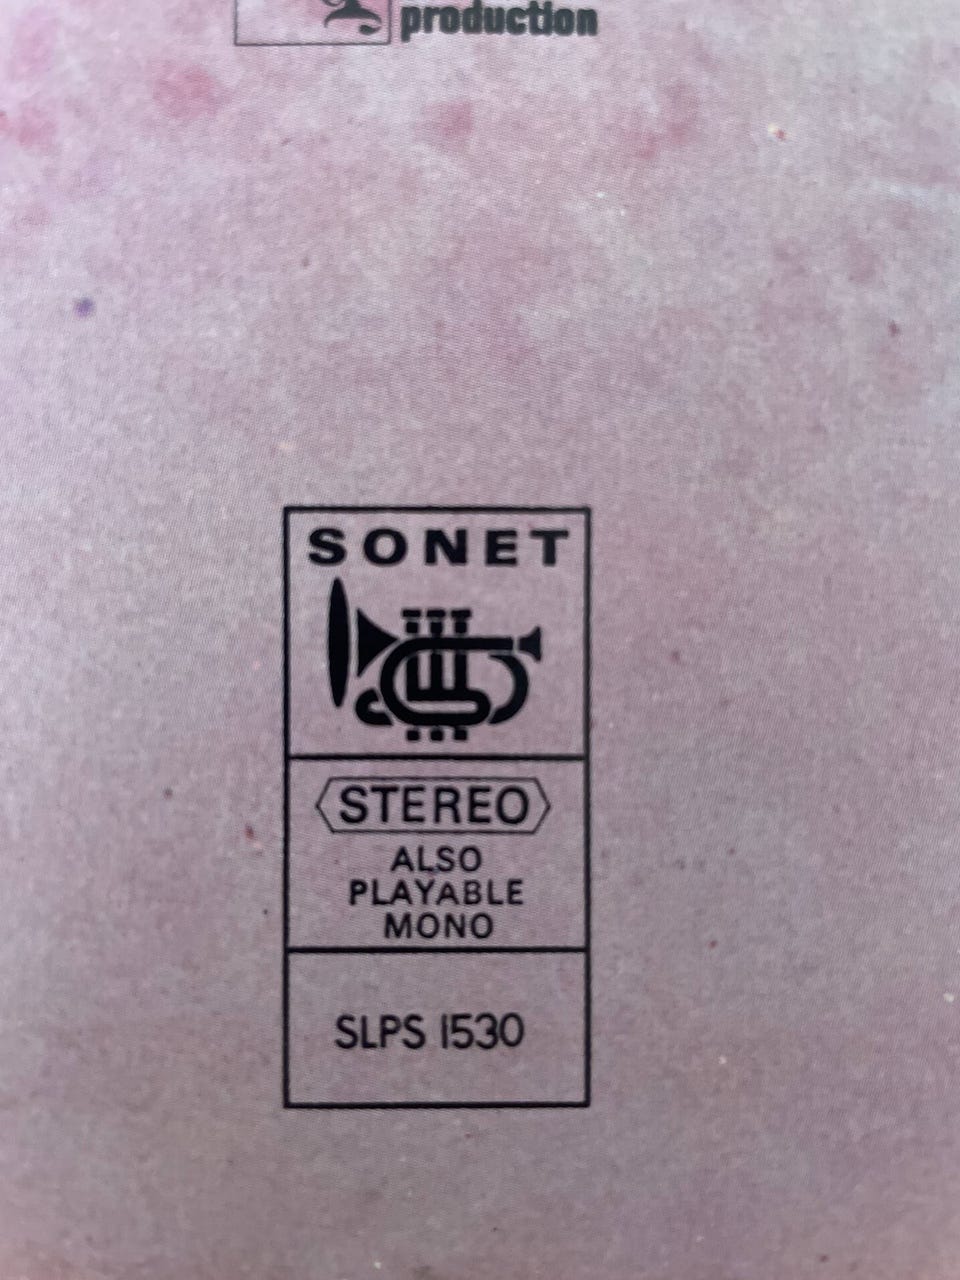 production
SONET
STEREO
ALSO
PLAYABLE
MONO
SLPS 1530